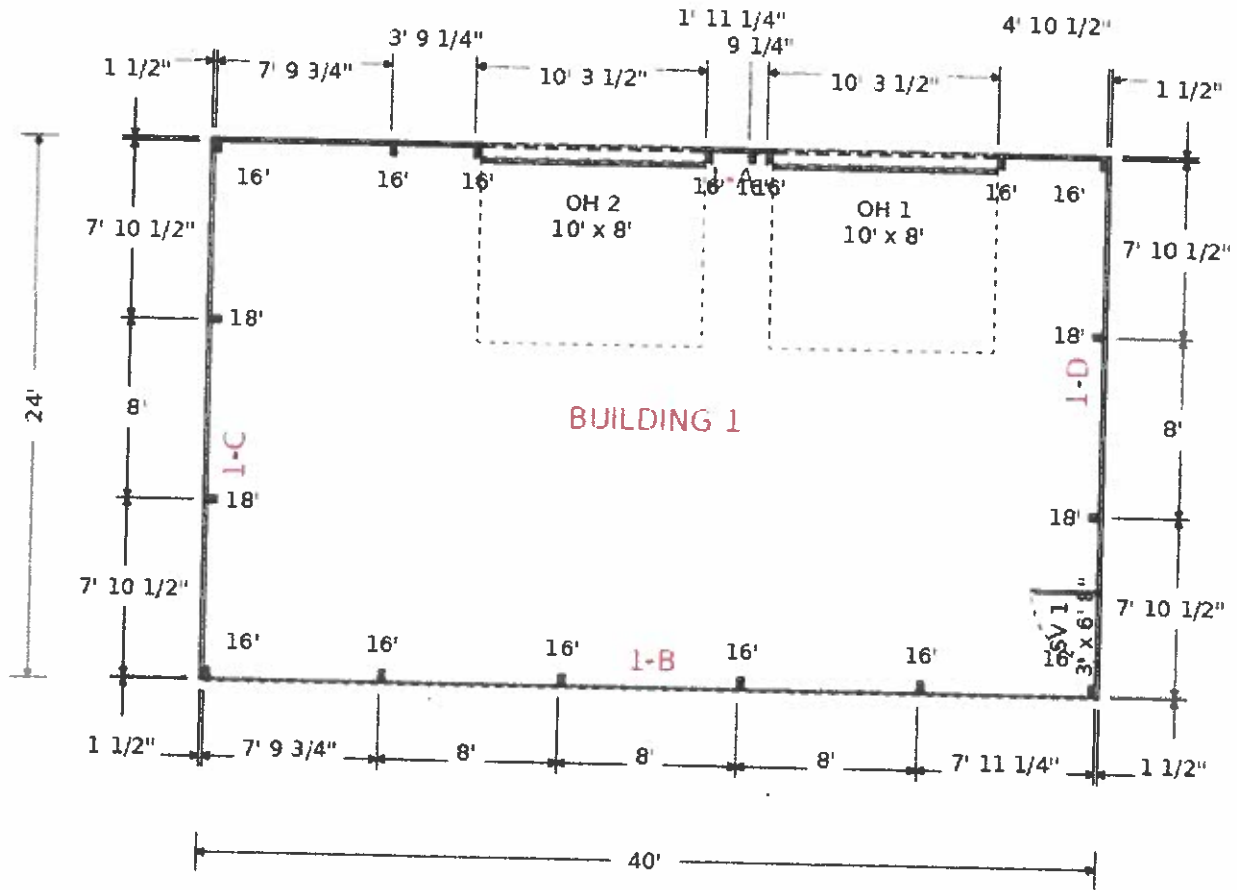 1' 11 1/4"
4' 10 1/2"
3' 9 1/4"
9 1/4"
1 1/2"
7' 9 3/4"
10' 3 1/2"
10' 3 1/2"
1 1/2"
16'
16'
16'
16'
16'
16'
16'
16'
1-A
OH 2
10' x 8'
OH 1
10' x 8'
7' 10 1/2"
7' 10 1/2"
18'
18'
24'
8'
1-C
BUILDING 1
1-D
8'
18'
18'
7' 10 1/2"
SV 1
3' x 6' 8"
7' 10 1/2"
16'
16'
16'
1-B
16'
16'
16'
1 1/2"
7' 9 3/4"
8'
8'
8'
7' 11 1/4"
1 1/2"
40'